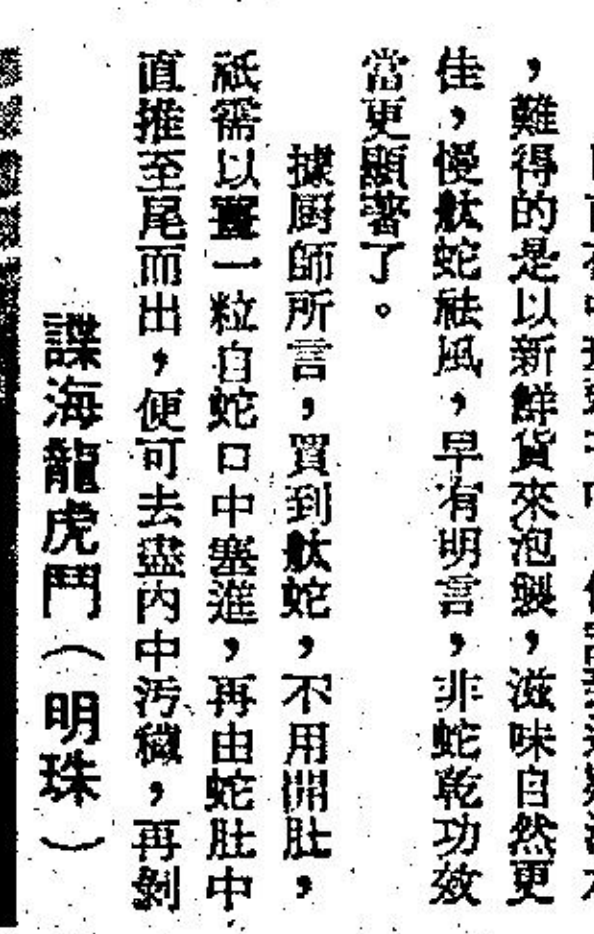 ，難得的是以新鮮貨來泡製，滋味自然更
佳，慢魷蛇祛風，早有明言，非蛇乾功效
當更顯著了。
據厨師所言，買到魷蛇，不用開肚，
祇需以薑一粒自蛇口中塞進，再由蛇肚中
直推至尾而出，便可去盡內中污穢，再剝
諜海龍虎鬥（明珠）